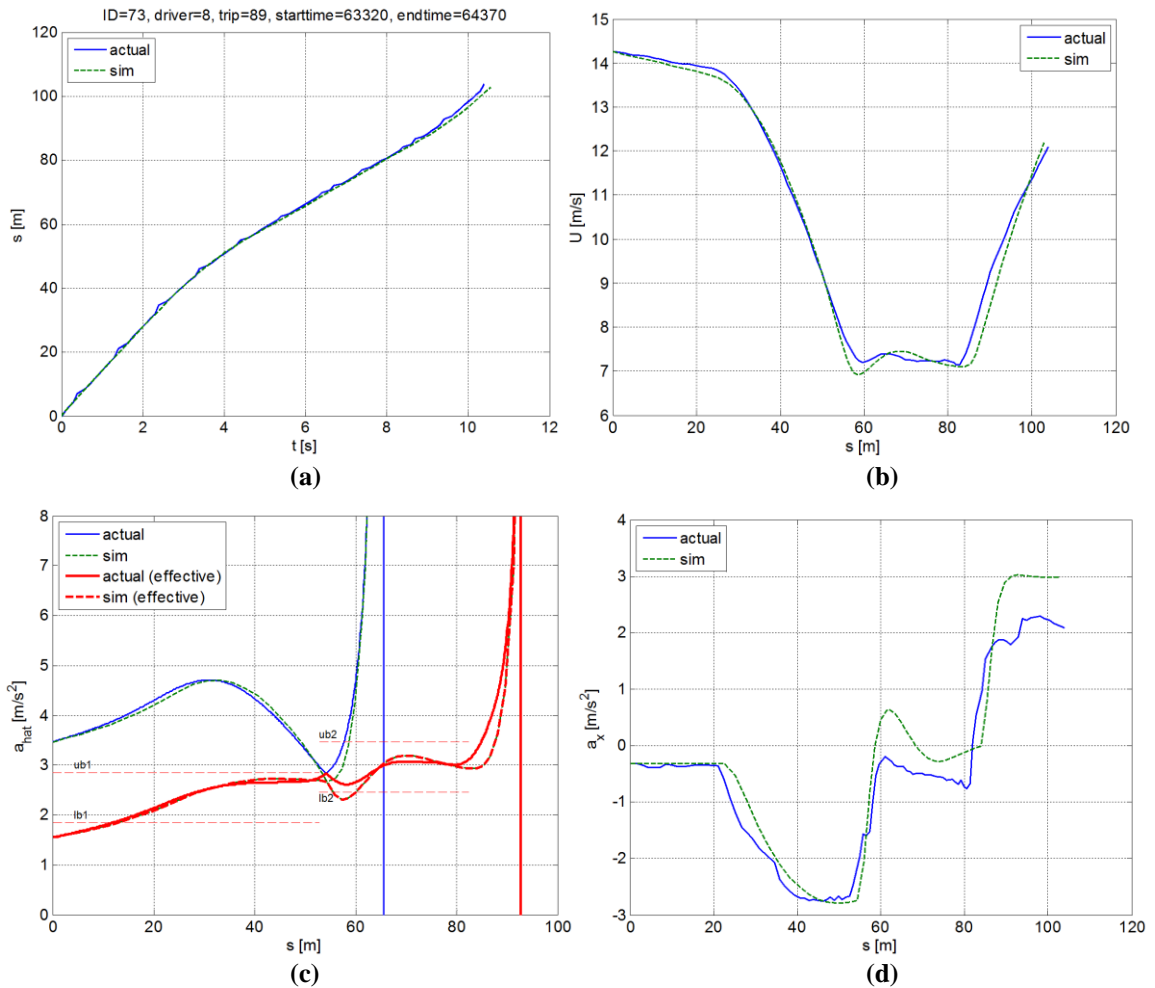 ID=73, driver=8, trip=89, starttime=63320, endtime=64370
120
100
80
60
40
20
0
s [m]
actual
sim
0 2 4 6 8 10 12
t [s]
(a)
15
14
13
12
11
10
9
8
7
6
U [m/s]
actual
sim
0 20 40 60 80 100 120
s [m]
(b)
8
7
6
5
4
3
2
1
0
a_hat [m/s²]
actual
sim
actual (effective)
sim (effective)
ub2
ub1
lb2
lb1
0 20 40 60 80 100
s [m]
(c)
4
3
2
1
0
-1
-2
-3
a_x [m/s²]
actual
sim
0 20 40 60 80 100 120
s [m]
(d)